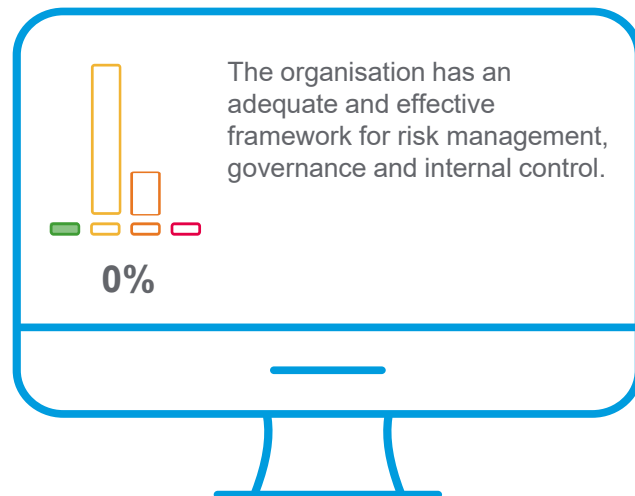 The organisation has an
adequate and effective
framework for risk management,
governance and internal control.
0%